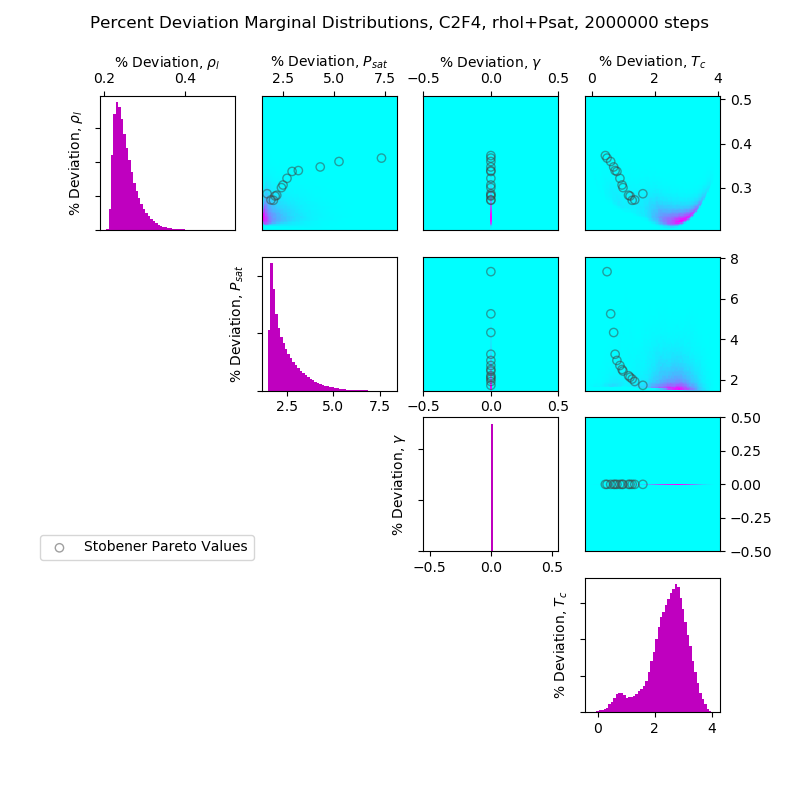 Percent Deviation Marginal Distributions, C2F4, rhol+Psat, 2000000 steps
% Deviation, ρ_l
% Deviation, P_sat
% Deviation, γ
% Deviation, T_c
0.2 0.4
2.5 5.0 7.5
−0.5 0.0 0.5
0 2 4
% Deviation, ρ_l
0.5
0.4
0.3
% Deviation, P_sat
8
6
4
2
2.5 5.0 7.5
−0.5 0.0 0.5
% Deviation, γ
0.50
0.25
0.00
−0.25
−0.50
−0.5 0.0 0.5
Stobener Pareto Values
% Deviation, T_c
0 2 4